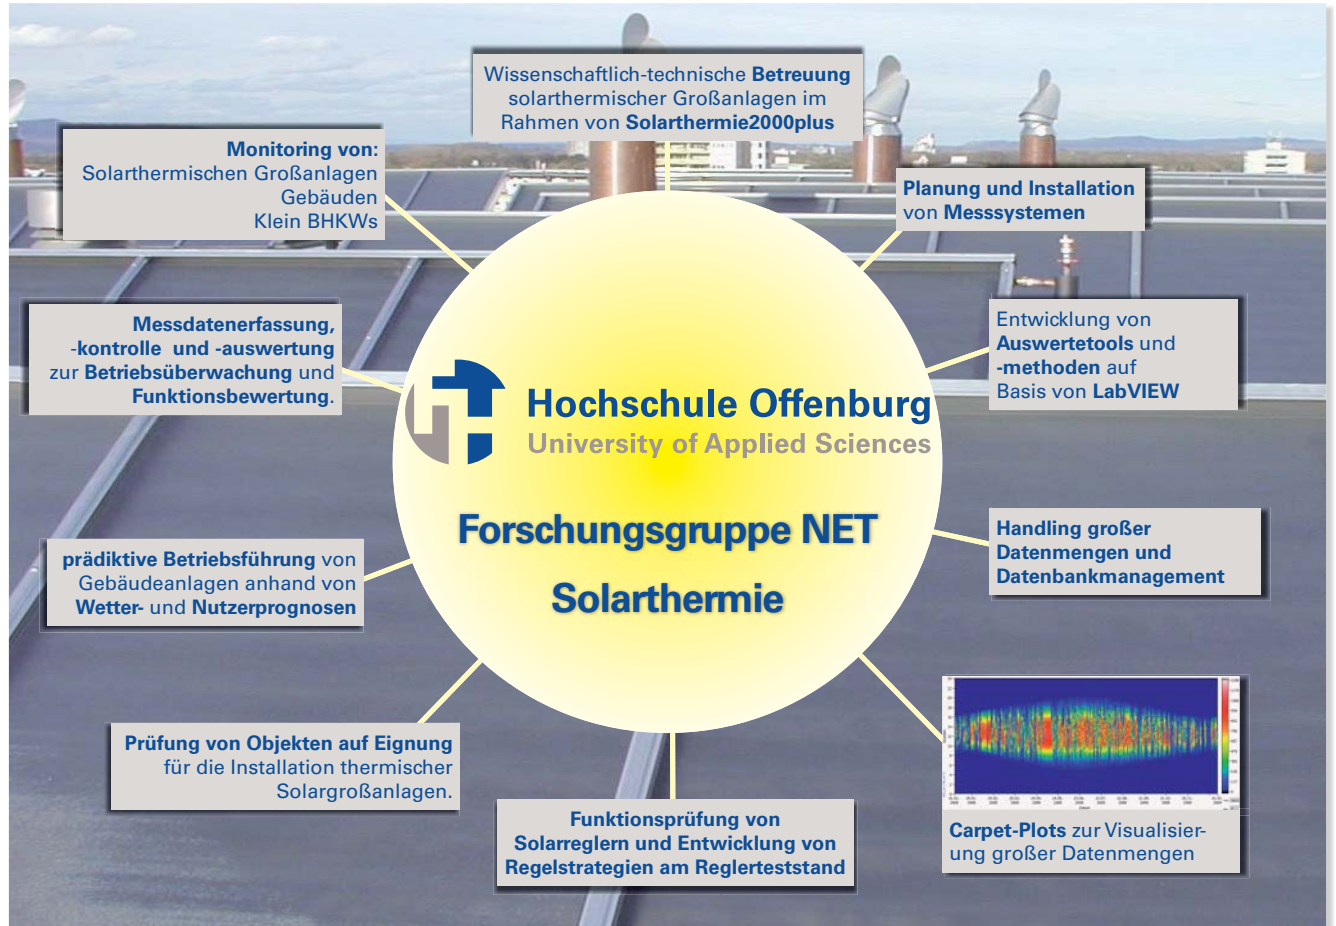 Wissenschaftlich-technische Betreuung
solarthermischer Großanlagen im
Rahmen von Solarthermie2000plus
Monitoring von:
Solarthermischen Großanlagen
Gebäuden
Klein BHKWs
Planung und Installation
von Messsystemen
Messdatenerfassung,
-kontrolle und -auswertung
zur Betriebsüberwachung und
Funktionsbewertung.
Entwicklung von
Auswertetools und
-methoden auf
Basis von LabVIEW
Hochschule Offenburg
University of Applied Sciences
Forschungsgruppe NET
Solarthermie
prädiktive Betriebsführung von
Gebäudeanlagen anhand von
Wetter- und Nutzerprognosen
Handling großer
Datenmengen und
Datenbankmanagement
Prüfung von Objekten auf Eignung
für die Installation thermischer
Solargroßanlagen.
Funktionsprüfung von
Solarreglern und Entwicklung von
Regelstrategien am Reglerteststand
Carpet-Plots zur Visualisier-
ung großer Datenmengen